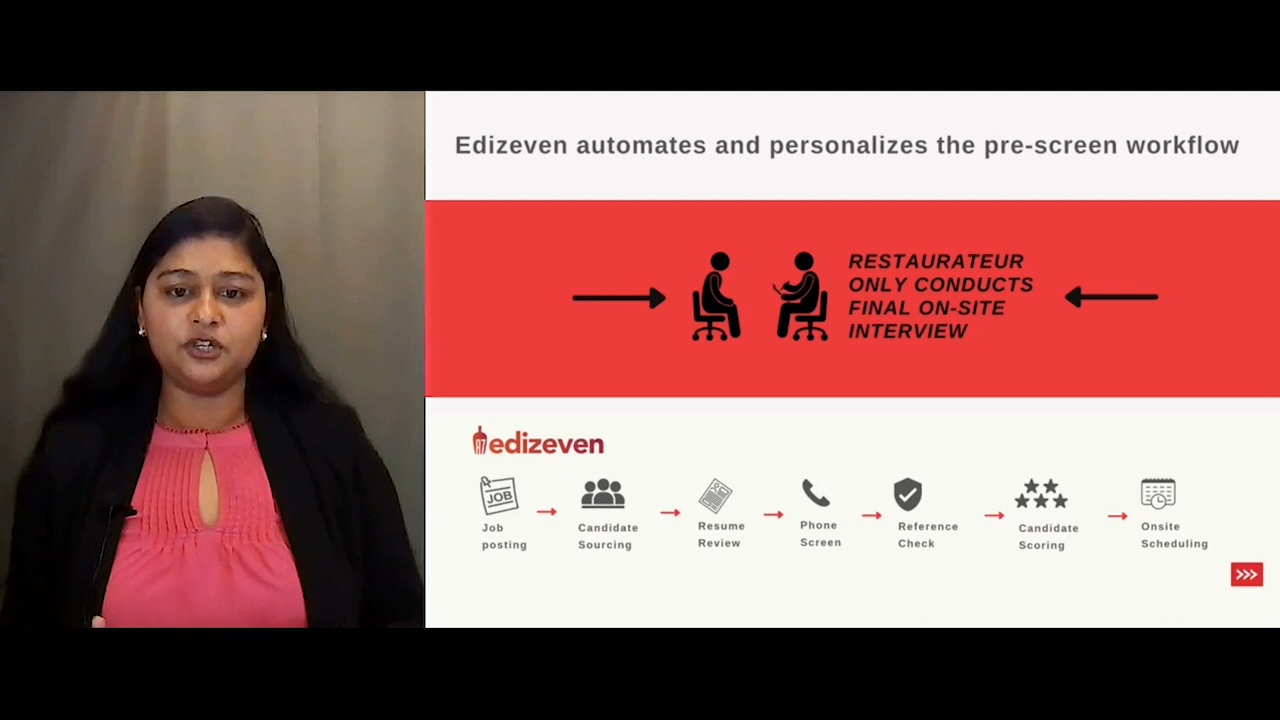 Edizeven automates and personalizes the pre-screen workflow
RESTAURATEUR
ONLY CONDUCTS
FINAL ON-SITE
INTERVIEW
edizeven
JOB
Job
posting
Candidate
Sourcing
Resume
Review
Phone
Screen
Reference
Check
Candidate
Scoring
Onsite
Scheduling